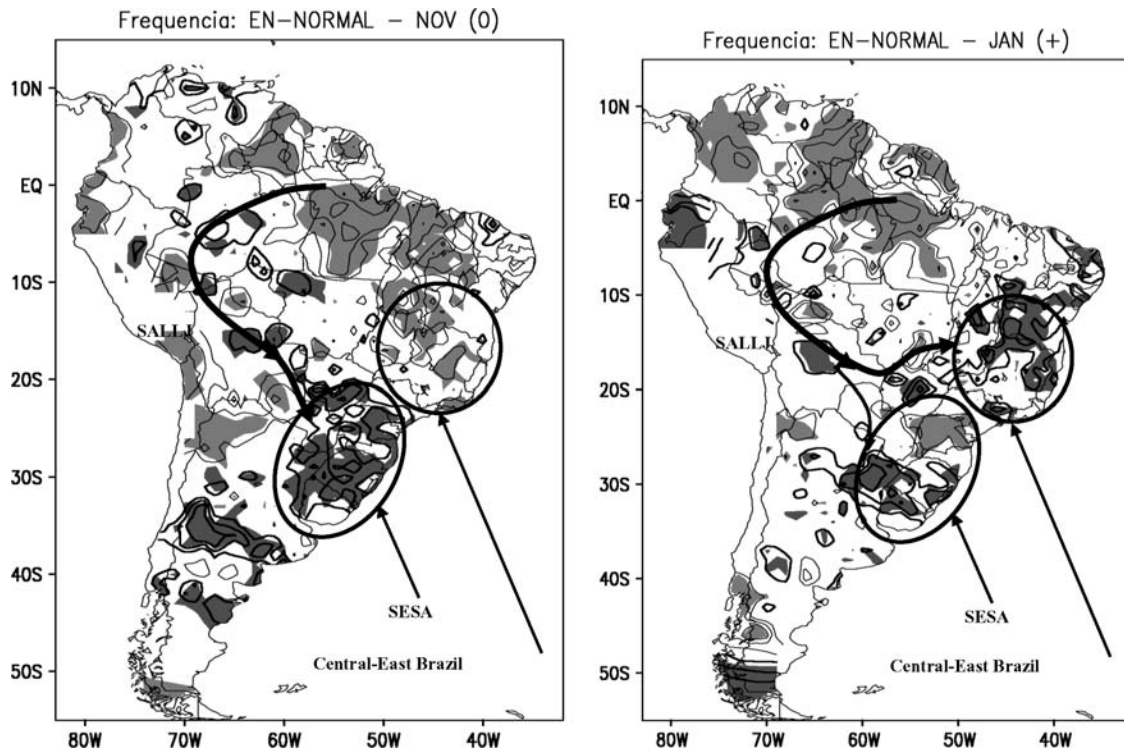 Frequencia: EN-NORMAL - NOV (0)
10N
EQ
10S
20S
30S
40S
50S
80W 70W 60W 50W 40W
SALLJ
SESA
Central-East Brazil
Frequencia: EN-NORMAL - JAN (+)
10N
EQ
10S
20S
30S
40S
50S
80W 70W 60W 50W 40W
SALLJ
SESA
Central-East Brazil